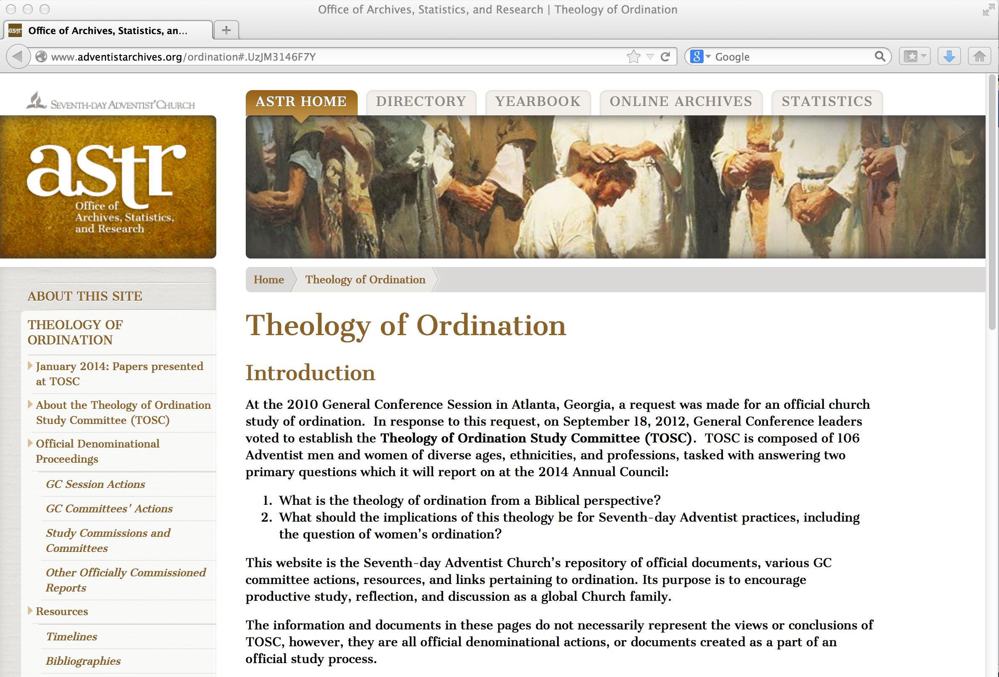 Office of Archives, Statistics, and Research | Theology of Ordination
Office of Archives, Statistics, an...
www.adventistarchives.org/ordination#.UzJM3146F7Y
Google
SEVENTH-DAY ADVENTIST® CHURCH
ASTR HOME
DIRECTORY
YEARBOOK
ONLINE ARCHIVES
STATISTICS
astr
Office of
Archives, Statistics,
and Research
Home
Theology of Ordination
ABOUT THIS SITE
THEOLOGY OF
ORDINATION
January 2014: Papers presented
at TOSC
About the Theology of Ordination
Study Committee (TOSC)
Official Denominational
Proceedings
GC Session Actions
GC Committees' Actions
Study Commissions and
Committees
Other Officially Commissioned
Reports
Resources
Timelines
Bibliographies
Theology of Ordination
Introduction
At the 2010 General Conference Session in Atlanta, Georgia, a request was made for an official church
study of ordination.  In response to this request, on September 18, 2012, General Conference leaders
voted to establish the Theology of Ordination Study Committee (TOSC).  TOSC is composed of 106
Adventist men and women of diverse ages, ethnicities, and professions, tasked with answering two
primary questions which it will report on at the 2014 Annual Council:
1. What is the theology of ordination from a Biblical perspective?
2. What should the implications of this theology be for Seventh-day Adventist practices, including
the question of women's ordination?
This website is the Seventh-day Adventist Church's repository of official documents, various GC
committee actions, resources, and links pertaining to ordination. Its purpose is to encourage
productive study, reflection, and discussion as a global Church family.
The information and documents in these pages do not necessarily represent the views or conclusions of
TOSC, however, they are all official denominational actions, or documents created as a part of an
official study process.